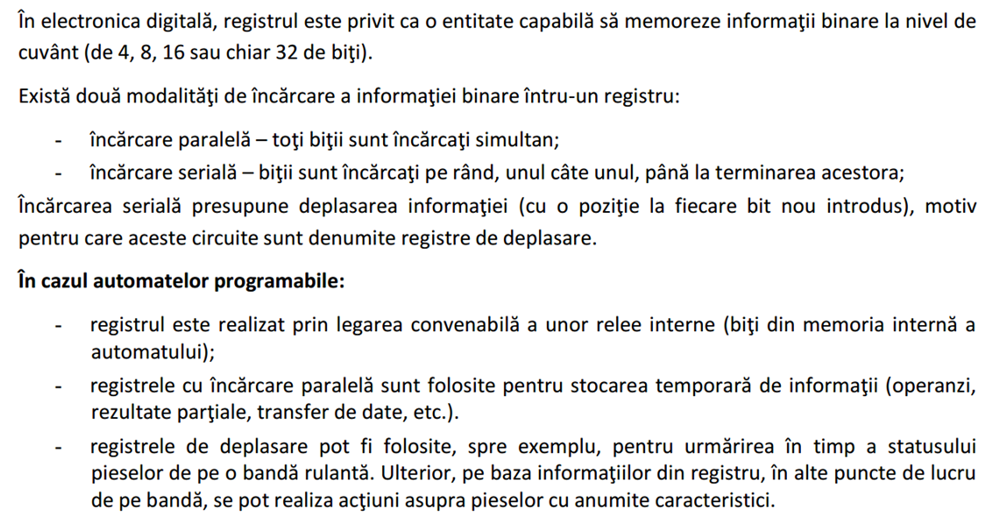 În electronica digitală, registrul este privit ca o entitate capabilă să memoreze informaţii binare la nivel de
cuvânt (de 4, 8, 16 sau chiar 32 de biţi).
Există două modalităţi de încărcare a informaţiei binare întru-un registru:
- încărcare paralelă – toţi biţii sunt încărcaţi simultan;
- încărcare serială – biţii sunt încărcaţi pe rând, unul câte unul, până la terminarea acestora;
Încărcarea serială presupune deplasarea informaţiei (cu o poziţie la fiecare bit nou introdus), motiv
pentru care aceste circuite sunt denumite registre de deplasare.
În cazul automatelor programabile:
- registrul este realizat prin legarea convenabilă a unor relee interne (biţi din memoria internă a
automatului);
- registrele cu încărcare paralelă sunt folosite pentru stocarea temporară de informaţii (operanzi,
rezultate parţiale, transfer de date, etc.).
- registrele de deplasare pot fi folosite, spre exemplu, pentru urmărirea în timp a statusului
pieselor de pe o bandă rulantă. Ulterior, pe baza informaţiilor din registru, în alte puncte de lucru
de pe bandă, se pot realiza acţiuni asupra pieselor cu anumite caracteristici.